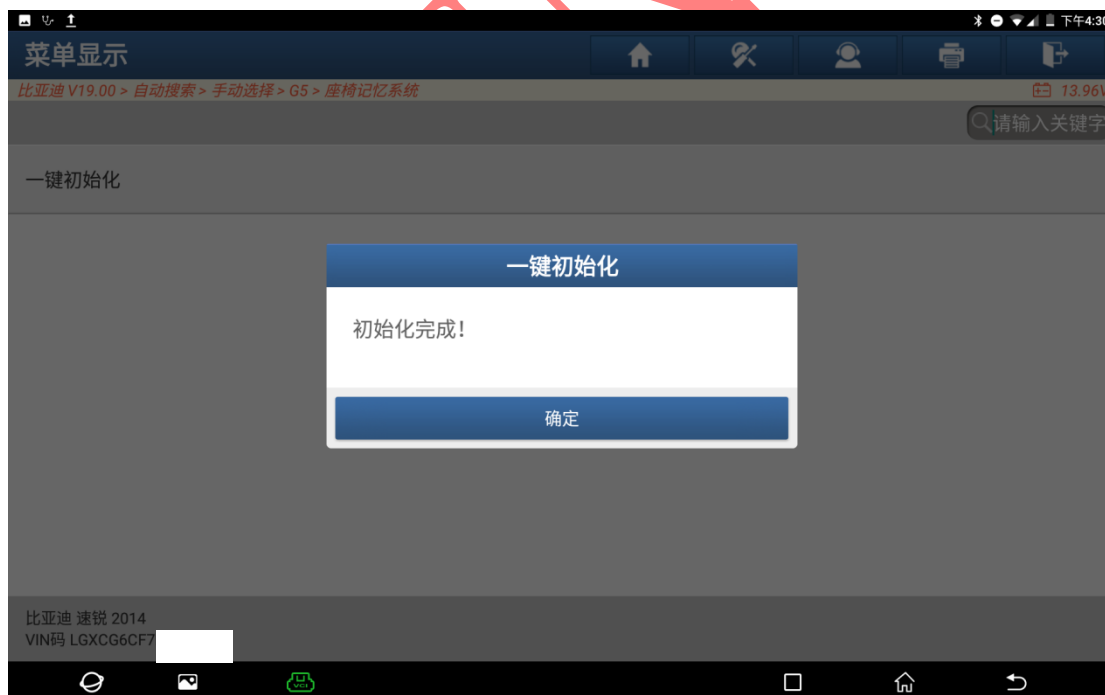 下午4:30
菜单显示
比亚迪 V19.00 > 自动搜索 > 手动选择 > G5 > 座椅记忆系统
13.96V
请输入关键字
一键初始化
一键初始化
初始化完成!
确定
比亚迪 速锐 2014
VIN码 LGXCG6CF7
VCI